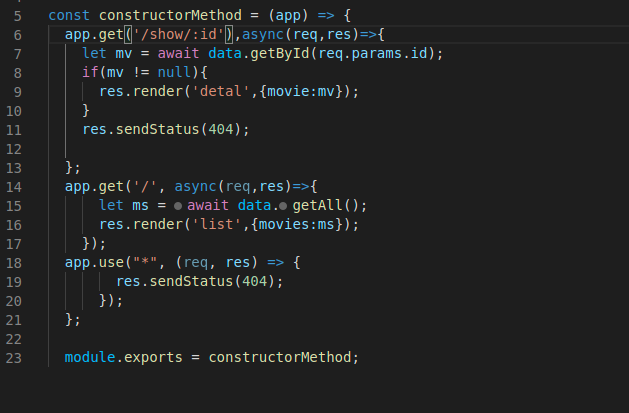 5 const constructorMethod = (app) => {
6 app.get('/show/:id'),async(req,res)=>{
7 let mv = await data.getById(req.params.id);
8 if(mv != null){
9 res.render('detal',{movie:mv});
10 }
11 res.sendStatus(404);
12
13 };
14 app.get('/', async(req,res)=>{
15 let ms = ● await data.● getAll();
16 res.render('list',{movies:ms});
17 });
18 app.use("*", (req, res) => {
19 res.sendStatus(404);
20 });
21 };
22
23 module.exports = constructorMethod;